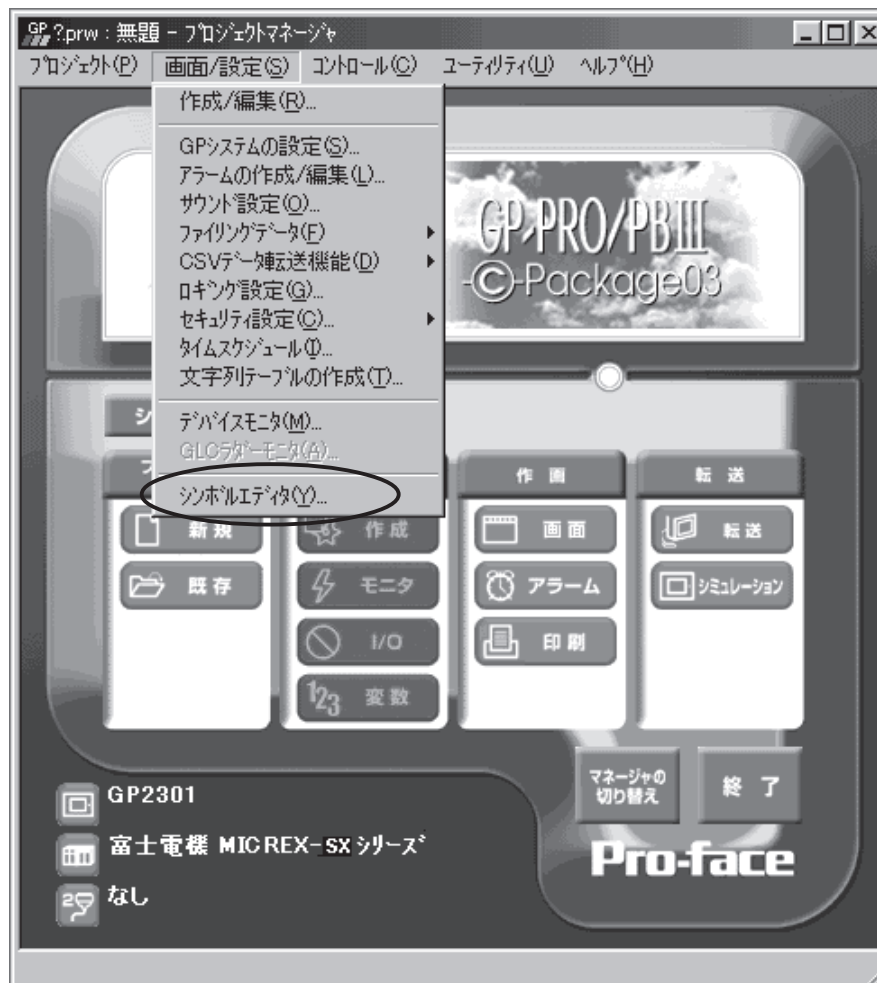 ?.prw : 無題 - ﾌﾟﾛｼﾞｪｸﾄﾏﾈｰｼﾞｬ
ﾌﾟﾛｼﾞｪｸﾄ(P) 画面/設定(S) ｺﾝﾄﾛｰﾙ(C) ﾕｰﾃｨﾘﾃｨ(U) ﾍﾙﾌﾟ(H)
作成/編集(R)...
GPｼｽﾃﾑの設定(S)...
ｱﾗｰﾑの作成/編集(L)...
ｻｳﾝﾄﾞ設定(O)...
ﾌｧｲﾘﾝｸﾞﾃﾞｰﾀ(F)
CSVﾃﾞｰﾀ転送機能(D)
ﾛｷﾞﾝｸﾞ設定(G)...
ｾｷｭﾘﾃｨ設定(C)...
ﾀｲﾑｽｹｼﾞｭｰﾙ(I)...
文字列ﾃｰﾌﾞﾙの作成(T)...
ﾃﾞﾊﾞｲｽﾓﾆﾀ(M)...
GLCﾗﾀﾞｰﾓﾆﾀ(A)...
ｼﾝﾎﾞﾙｴﾃﾞｨﾀ(Y)...
GP-PRO/PBIII
-©-Package03
シ
作 画
転 送
新 規
作 成
画 面
転 送
既 存
モニタ
アラーム
シミュレーション
I/O
印 刷
123 変 数
マネージャの
切り替え
終 了
GP2301
富士電機 MICREX-SX ｼﾘｰｽﾞ
なし
Pro-face